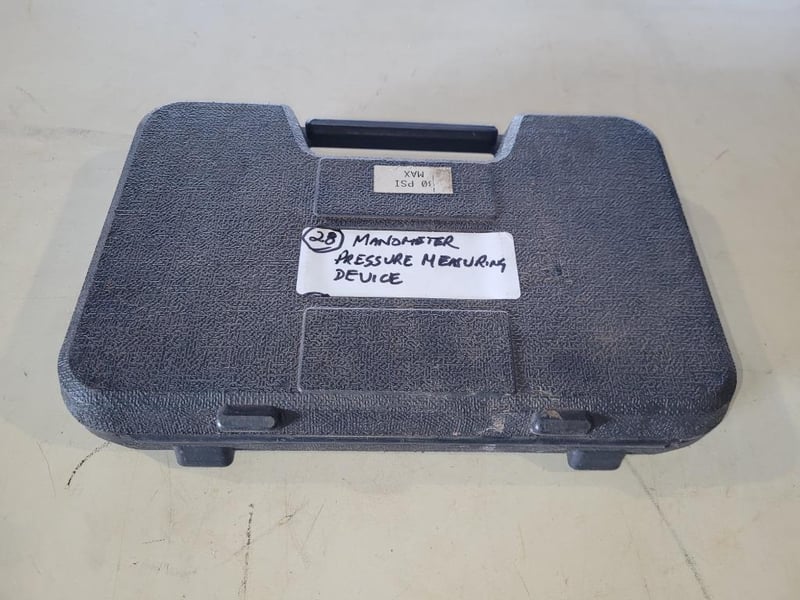 PSI
MAX
28 MANOMETER
PRESSURE MEASURING
DEVICE